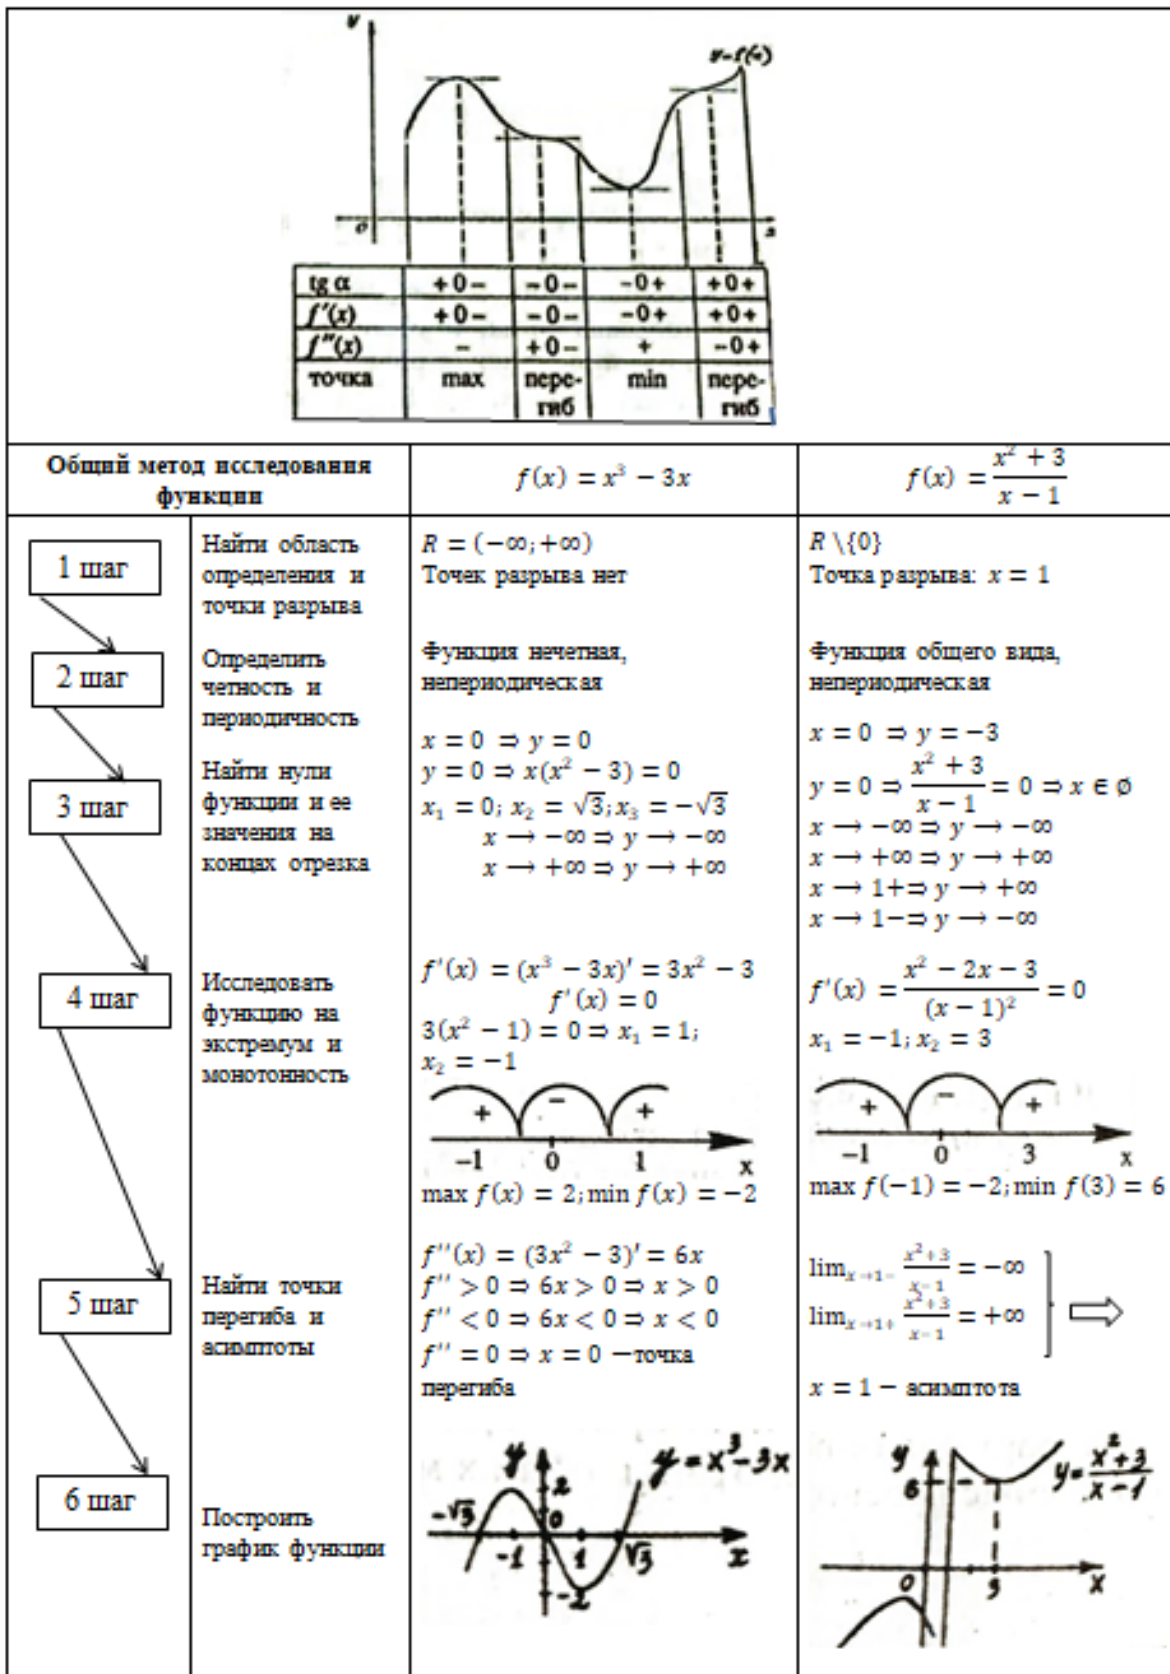 y
y=f(x)
0
x
tg α +0− −0− −0+ +0+
f'(x) +0− −0− −0+ +0+
f''(x) − +0− + −0+
точка max пере-гиб min пере-гиб
Общий метод исследования
функции
f(x) = x³ − 3x
f(x) = (x² + 3)/(x − 1)
1 шаг
Найти область
определения и
точки разрыва
R = (−∞; +∞)
Точек разрыва нет
R \{0}
Точка разрыва: x = 1
2 шаг
Определить
четность и
периодичность
Функция нечетная,
непериодическая
Функция общего вида,
непериодическая
3 шаг
Найти нули
функции и ее
значения на
концах отрезка
x = 0 ⇒ y = 0
y = 0 ⇒ x(x² − 3) = 0
x₁ = 0; x₂ = √3; x₃ = −√3
x → −∞ ⇒ y → −∞
x → +∞ ⇒ y → +∞
x = 0 ⇒ y = −3
y = 0 ⇒ (x² + 3)/(x − 1) = 0 ⇒ x ∈ ∅
x → −∞ ⇒ y → −∞
x → +∞ ⇒ y → +∞
x → 1+⇒ y → +∞
x → 1−⇒ y → −∞
4 шаг
Исследовать
функцию на
экстремум и
монотонность
f'(x) = (x³ − 3x)' = 3x² − 3
f'(x) = 0
3(x² − 1) = 0 ⇒ x₁ = 1;
x₂ = −1
+ − +
−1 0 1 x
max f(x) = 2; min f(x) = −2
f'(x) = (x² − 2x − 3)/(x − 1)² = 0
x₁ = −1; x₂ = 3
+ − +
−1 0 3 x
max f(−1) = −2; min f(3) = 6
5 шаг
Найти точки
перегиба и
асимптоты
f''(x) = (3x² − 3)' = 6x
f'' > 0 ⇒ 6x > 0 ⇒ x > 0
f'' < 0 ⇒ 6x < 0 ⇒ x < 0
f'' = 0 ⇒ x = 0 −точка
перегиба
lim x→1− (x²+3)/(x−1) = −∞
lim x→1+ (x²+3)/(x−1) = +∞
x = 1 − асимптота
6 шаг
Построить
график функции
y
y = x³−3x
2
−√3
0
−1
1
√3
x
−2
y
6
y = (x²+3)/(x−1)
0
3
x